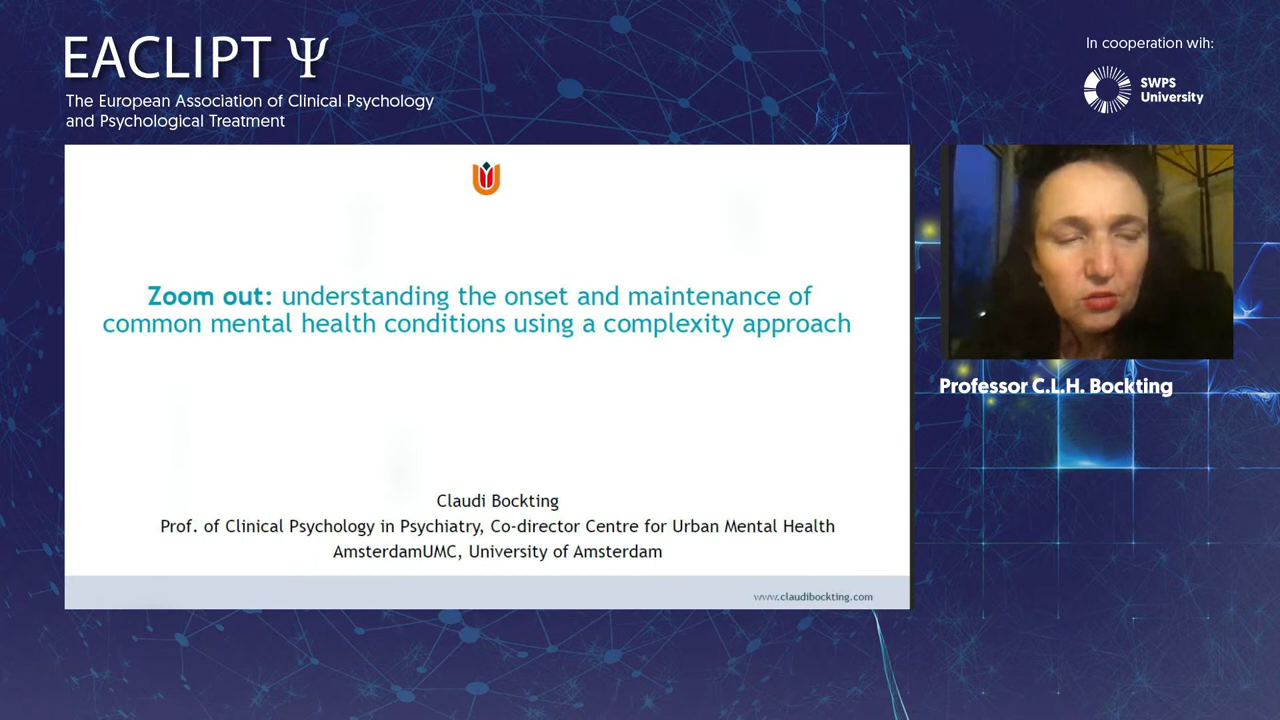 EACLIPT Ψ
The European Association of Clinical Psychology
and Psychological Treatment
In cooperation wih:
SWPS
University
Zoom out: understanding the onset and maintenance of
common mental health conditions using a complexity approach
Claudi Bockting
Prof. of Clinical Psychology in Psychiatry, Co-director Centre for Urban Mental Health
AmsterdamUMC, University of Amsterdam
www.claudibockting.com
Professor C.L.H. Bockting